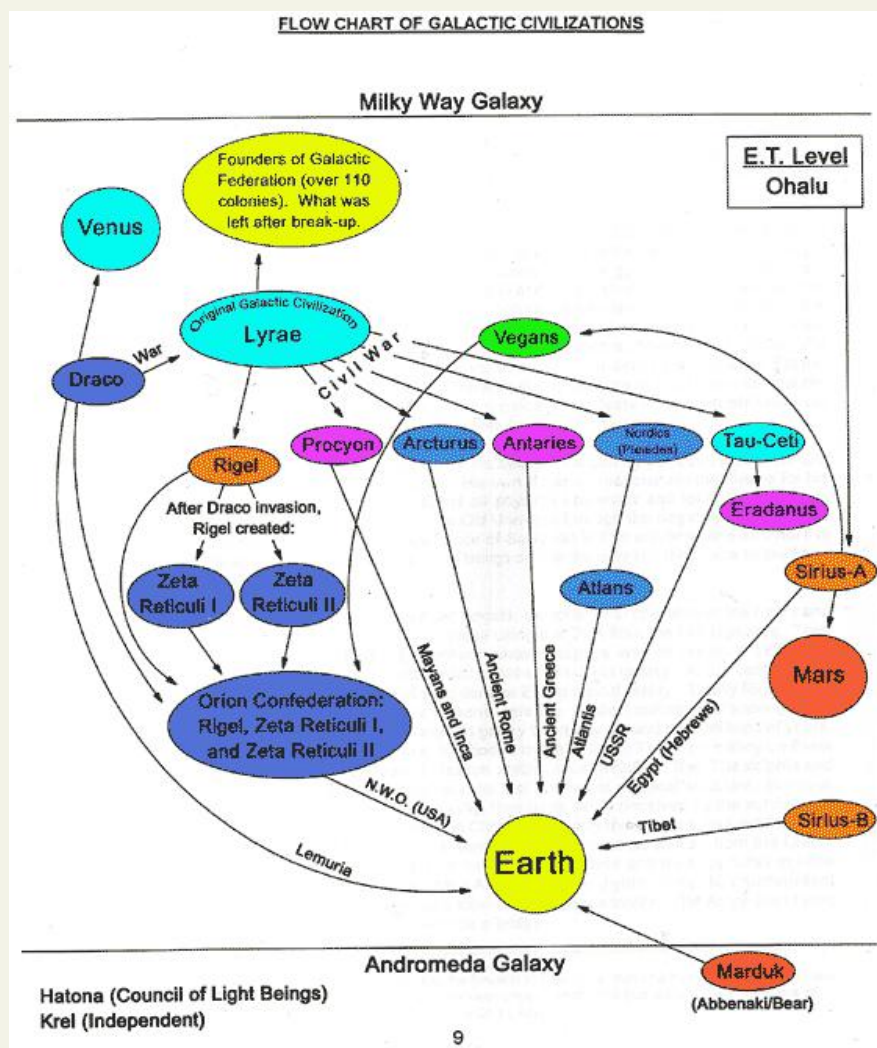 FLOW CHART OF GALACTIC CIVILIZATIONS
Milky Way Galaxy
Founders of Galactic
Federation (over 110
colonies). What was
left after break-up.
E.T. Level
Ohalu
Venus
Original Galactic Civilization
Lyrae
Vegans
War
Draco
Civil War
Procyon
Arcturus
Antaries
Nordics
(Pleiades)
Tau-Ceti
Rigel
Eradanus
After Draco invasion,
Rigel created:
Zeta
Reticuli I
Zeta
Reticuli II
Atlans
Sirius-A
Mars
Orion Confederation:
Rigel, Zeta Reticuli I,
and Zeta Reticuli II
Mayans and Inca
Ancient Rome
Ancient Greece
Atlantis
USSR
Egypt (Hebrews)
N.W.O. (USA)
Sirius-B
Tibet
Earth
Lemuria
Andromeda Galaxy
Marduk
(Abbenaki/Bear)
Hatona (Council of Light Beings)
Krel (Independent)
9